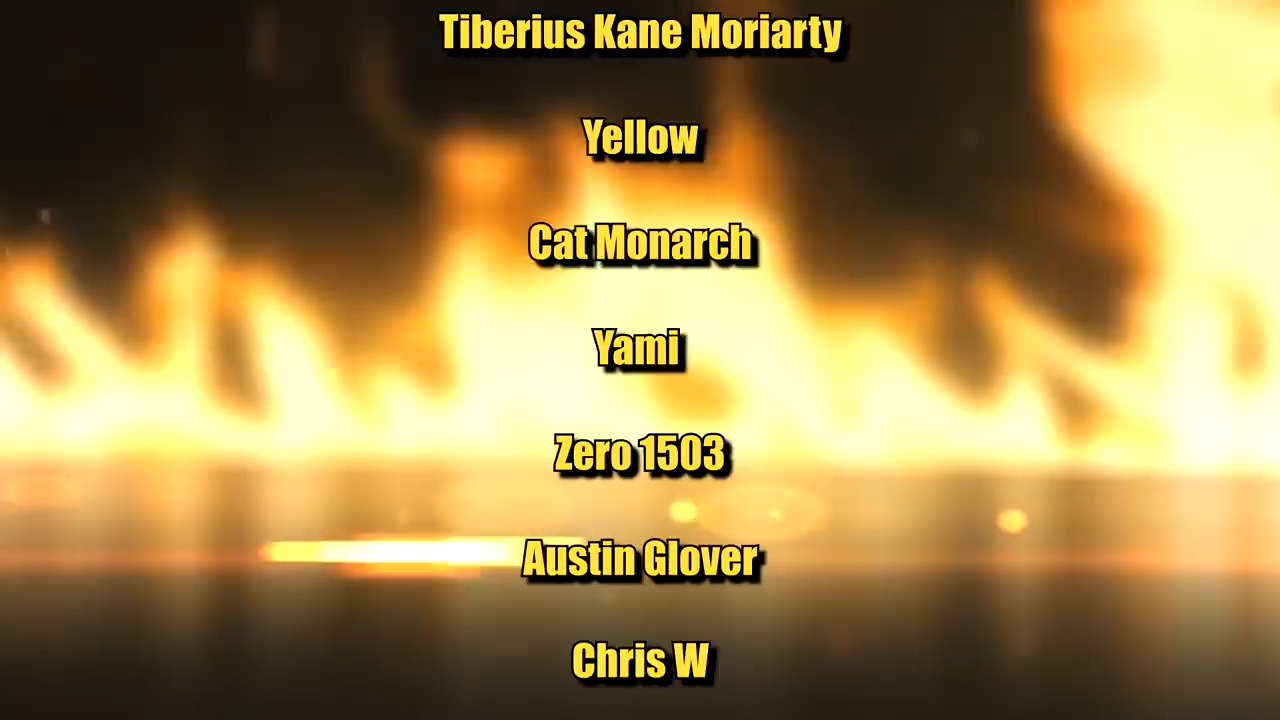 Tiberius Kane Moriarty
Yellow
Cat Monarch
Yami
Zero 1503
Austin Glover
Chris W